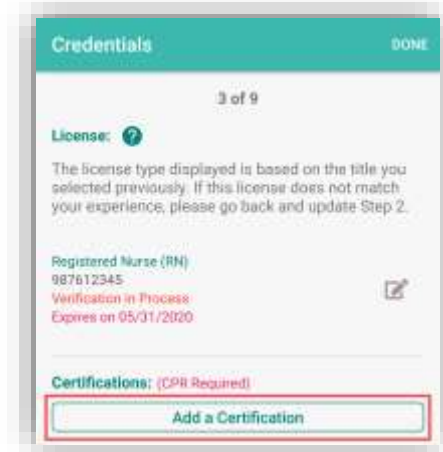 Credentials DONE
3 of 9
License: ?
The license type displayed is based on the title you
selected previously. If this license does not match
your experience, please go back and update Step 2.
Registered Nurse (RN)
987612345
Verification in Process
Expires on 05/31/2020
Certifications: (CPR Required)
Add a Certification